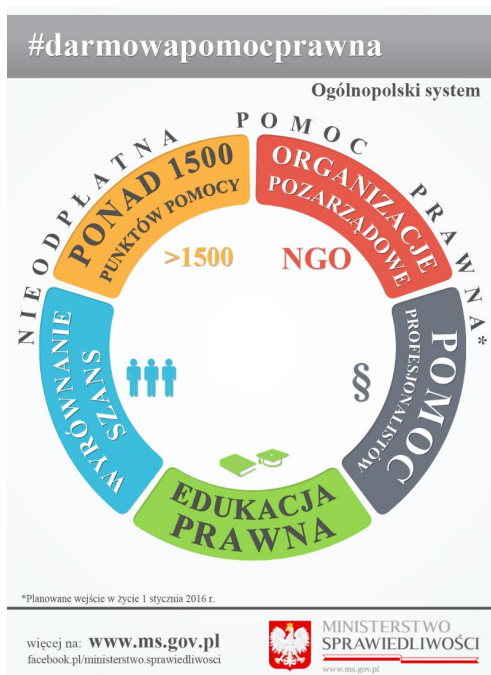 #darmowapomocprawna
Ogólnopolski system
NIEODPŁATNA POMOC PRAWNA*
PONAD 1500
PUNKTÓW POMOCY
>1500
ORGANIZACJE
POZARZĄDOWE
NGO
POMOC
PROFESJONALISTÓW
§
EDUKACJA
PRAWNA
WYRÓWNANIE
SZANS
*Planowane wejście w życie 1 stycznia 2016 r.
więcej na: www.ms.gov.pl
facebook.pl/ministerstwo.sprawiedliwosci
MINISTERSTWO
SPRAWIEDLIWOŚCI
www.ms.gov.pl